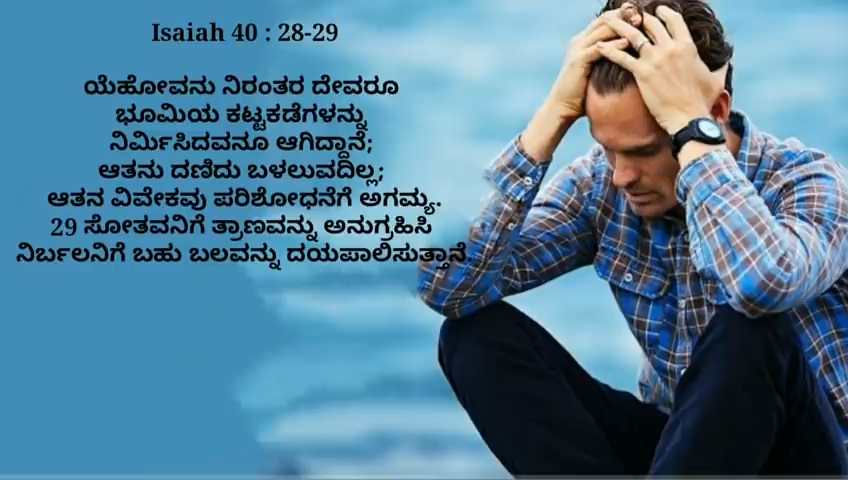 Isaiah 40 : 28-29
ಯೆಹೋವನು ನಿರಂತರ ದೇವರೂ
ಭೂಮಿಯ ಕಟ್ಟಕಡೆಗಳನ್ನು
ನಿರ್ಮಿಸಿದವನೂ ಆಗಿದ್ದಾನೆ;
ಆತನು ದಣಿದು ಬಳಲುವದಿಲ್ಲ;
ಆತನ ವಿವೇಕವು ಪರಿಶೋಧನೆಗೆ ಅಗಮ್ಯ.
29 ಸೋತವನಿಗೆ ತ್ರಾಣವನ್ನು ಅನುಗ್ರಹಿಸಿ
ನಿರ್ಬಲನಿಗೆ ಬಹು ಬಲವನ್ನು ದಯಪಾಲಿಸುತ್ತಾನೆ.